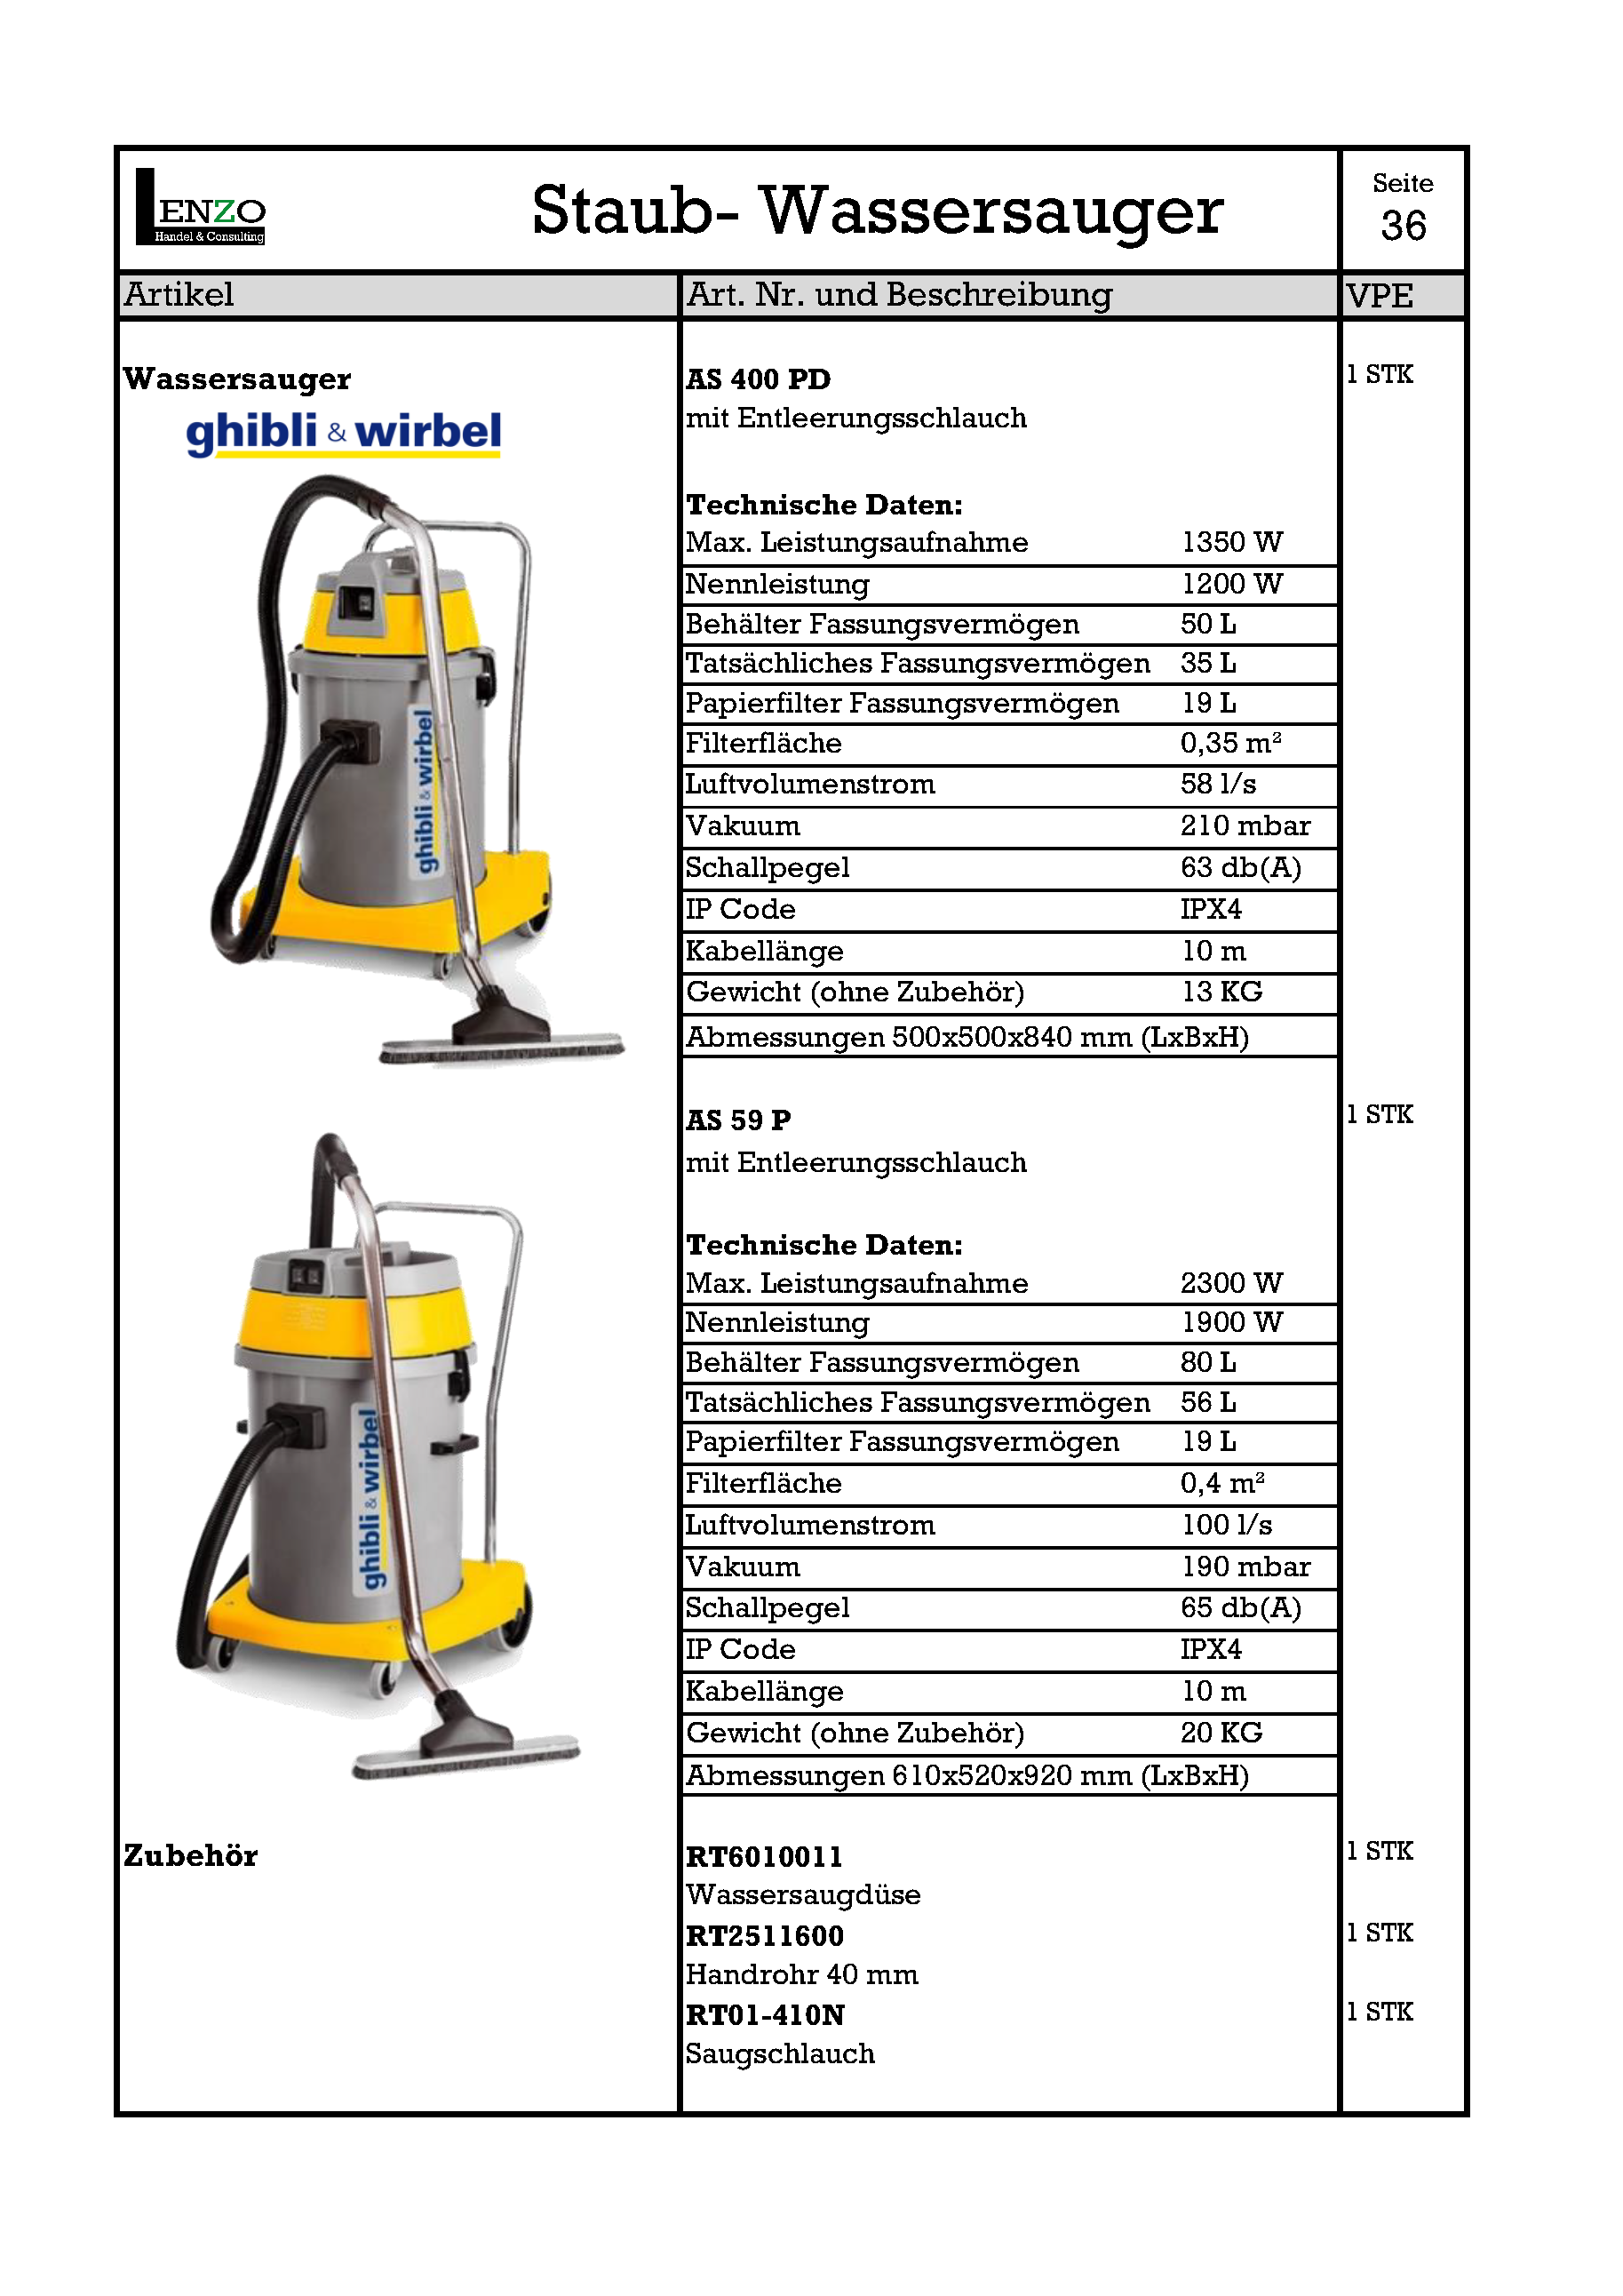 LENZO
Handel & Consulting
Staub- Wassersauger
Seite
36
Artikel
Art. Nr. und Beschreibung
VPE
Wassersauger
ghibli & wirbel
ghibli & wirbel
AS 400 PD
1 STK
mit Entleerungsschlauch
Technische Daten:
Max. Leistungsaufnahme 1350 W
Nennleistung 1200 W
Behälter Fassungsvermögen 50 L
Tatsächliches Fassungsvermögen 35 L
Papierfilter Fassungsvermögen 19 L
Filterfläche 0,35 m²
Luftvolumenstrom 58 l/s
Vakuum 210 mbar
Schallpegel 63 db(A)
IP Code IPX4
Kabellänge 10 m
Gewicht (ohne Zubehör) 13 KG
Abmessungen 500x500x840 mm (LxBxH)
ghibli & wirbel
AS 59 P
1 STK
mit Entleerungsschlauch
Technische Daten:
Max. Leistungsaufnahme 2300 W
Nennleistung 1900 W
Behälter Fassungsvermögen 80 L
Tatsächliches Fassungsvermögen 56 L
Papierfilter Fassungsvermögen 19 L
Filterfläche 0,4 m²
Luftvolumenstrom 100 l/s
Vakuum 190 mbar
Schallpegel 65 db(A)
IP Code IPX4
Kabellänge 10 m
Gewicht (ohne Zubehör) 20 KG
Abmessungen 610x520x920 mm (LxBxH)
Zubehör
RT6010011
1 STK
Wassersaugdüse
RT2511600
1 STK
Handrohr 40 mm
RT01-410N
1 STK
Saugschlauch